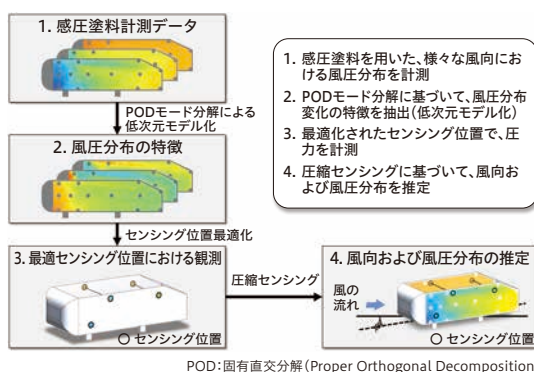 1. 感圧塗料計測データ
PODモード分解による
低次元モデル化
2. 風圧分布の特徴
センシング位置最適化
3. 最適センシング位置における観測
○ センシング位置
圧縮センシング
1. 感圧塗料を用いた、様々な風向にお
ける風圧分布を計測
2. PODモード分解に基づいて、風圧分布
変化の特徴を抽出(低次元モデル化)
3. 最適化されたセンシング位置で、圧
力を計測
4. 圧縮センシングに基づいて、風向お
よび風圧分布を推定
4. 風向および風圧分布の推定
風の
流れ
○ センシング位置
POD:固有直交分解(Proper Orthogonal Decomposition